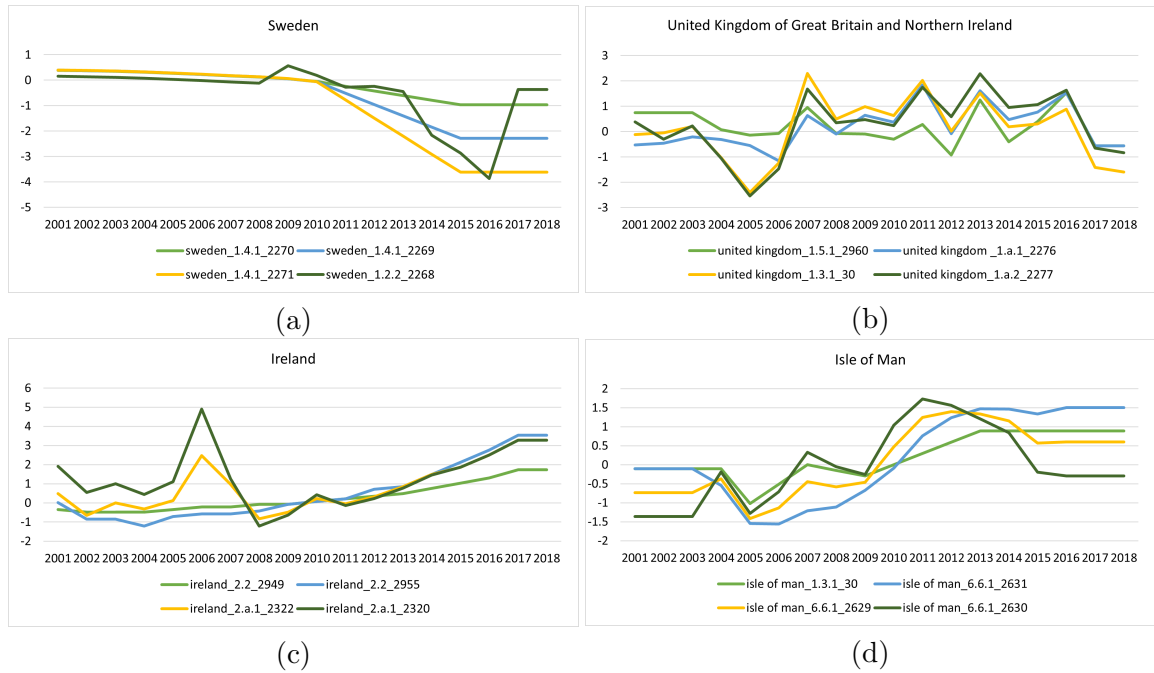 Sweden
1
0
-1
-2
-3
-4
-5
2001 2002 2003 2004 2005 2006 2007 2008 2009 2010 2011 2012 2013 2014 2015 2016 2017 2018
sweden_1.4.1_2270 sweden_1.4.1_2269
sweden_1.4.1_2271 sweden_1.2.2_2268
(a)
United Kingdom of Great Britain and Northern Ireland
3
2
1
0
-1
-2
-3
2001 2002 2003 2004 2005 2006 2007 2008 2009 2010 2011 2012 2013 2014 2015 2016 2017 2018
united kingdom_1.5.1_2960 united kingdom _1.a.1_2276
united kingdom_1.3.1_30 united kingdom _1.a.2_2277
(b)
Ireland
6
5
4
3
2
1
0
-1
-2
2001 2002 2003 2004 2005 2006 2007 2008 2009 2010 2011 2012 2013 2014 2015 2016 2017 2018
ireland_2.2_2949 ireland_2.2_2955
ireland_2.a.1_2322 ireland_2.a.1_2320
(c)
Isle of Man
2
1.5
1
0.5
0
-0.5
-1
-1.5
-2
2001 2002 2003 2004 2005 2006 2007 2008 2009 2010 2011 2012 2013 2014 2015 2016 2017 2018
isle of man_1.3.1_30 isle of man_6.6.1_2631
isle of man_6.6.1_2629 isle of man_6.6.1_2630
(d)